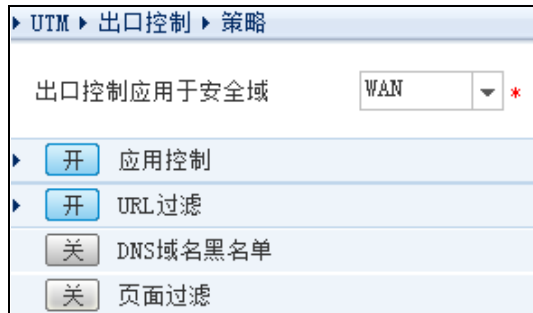 UTM 出口控制 策略
出口控制应用于安全域 WAN *
开 应用控制
开 URL过滤
关 DNS域名黑名单
关 页面过滤